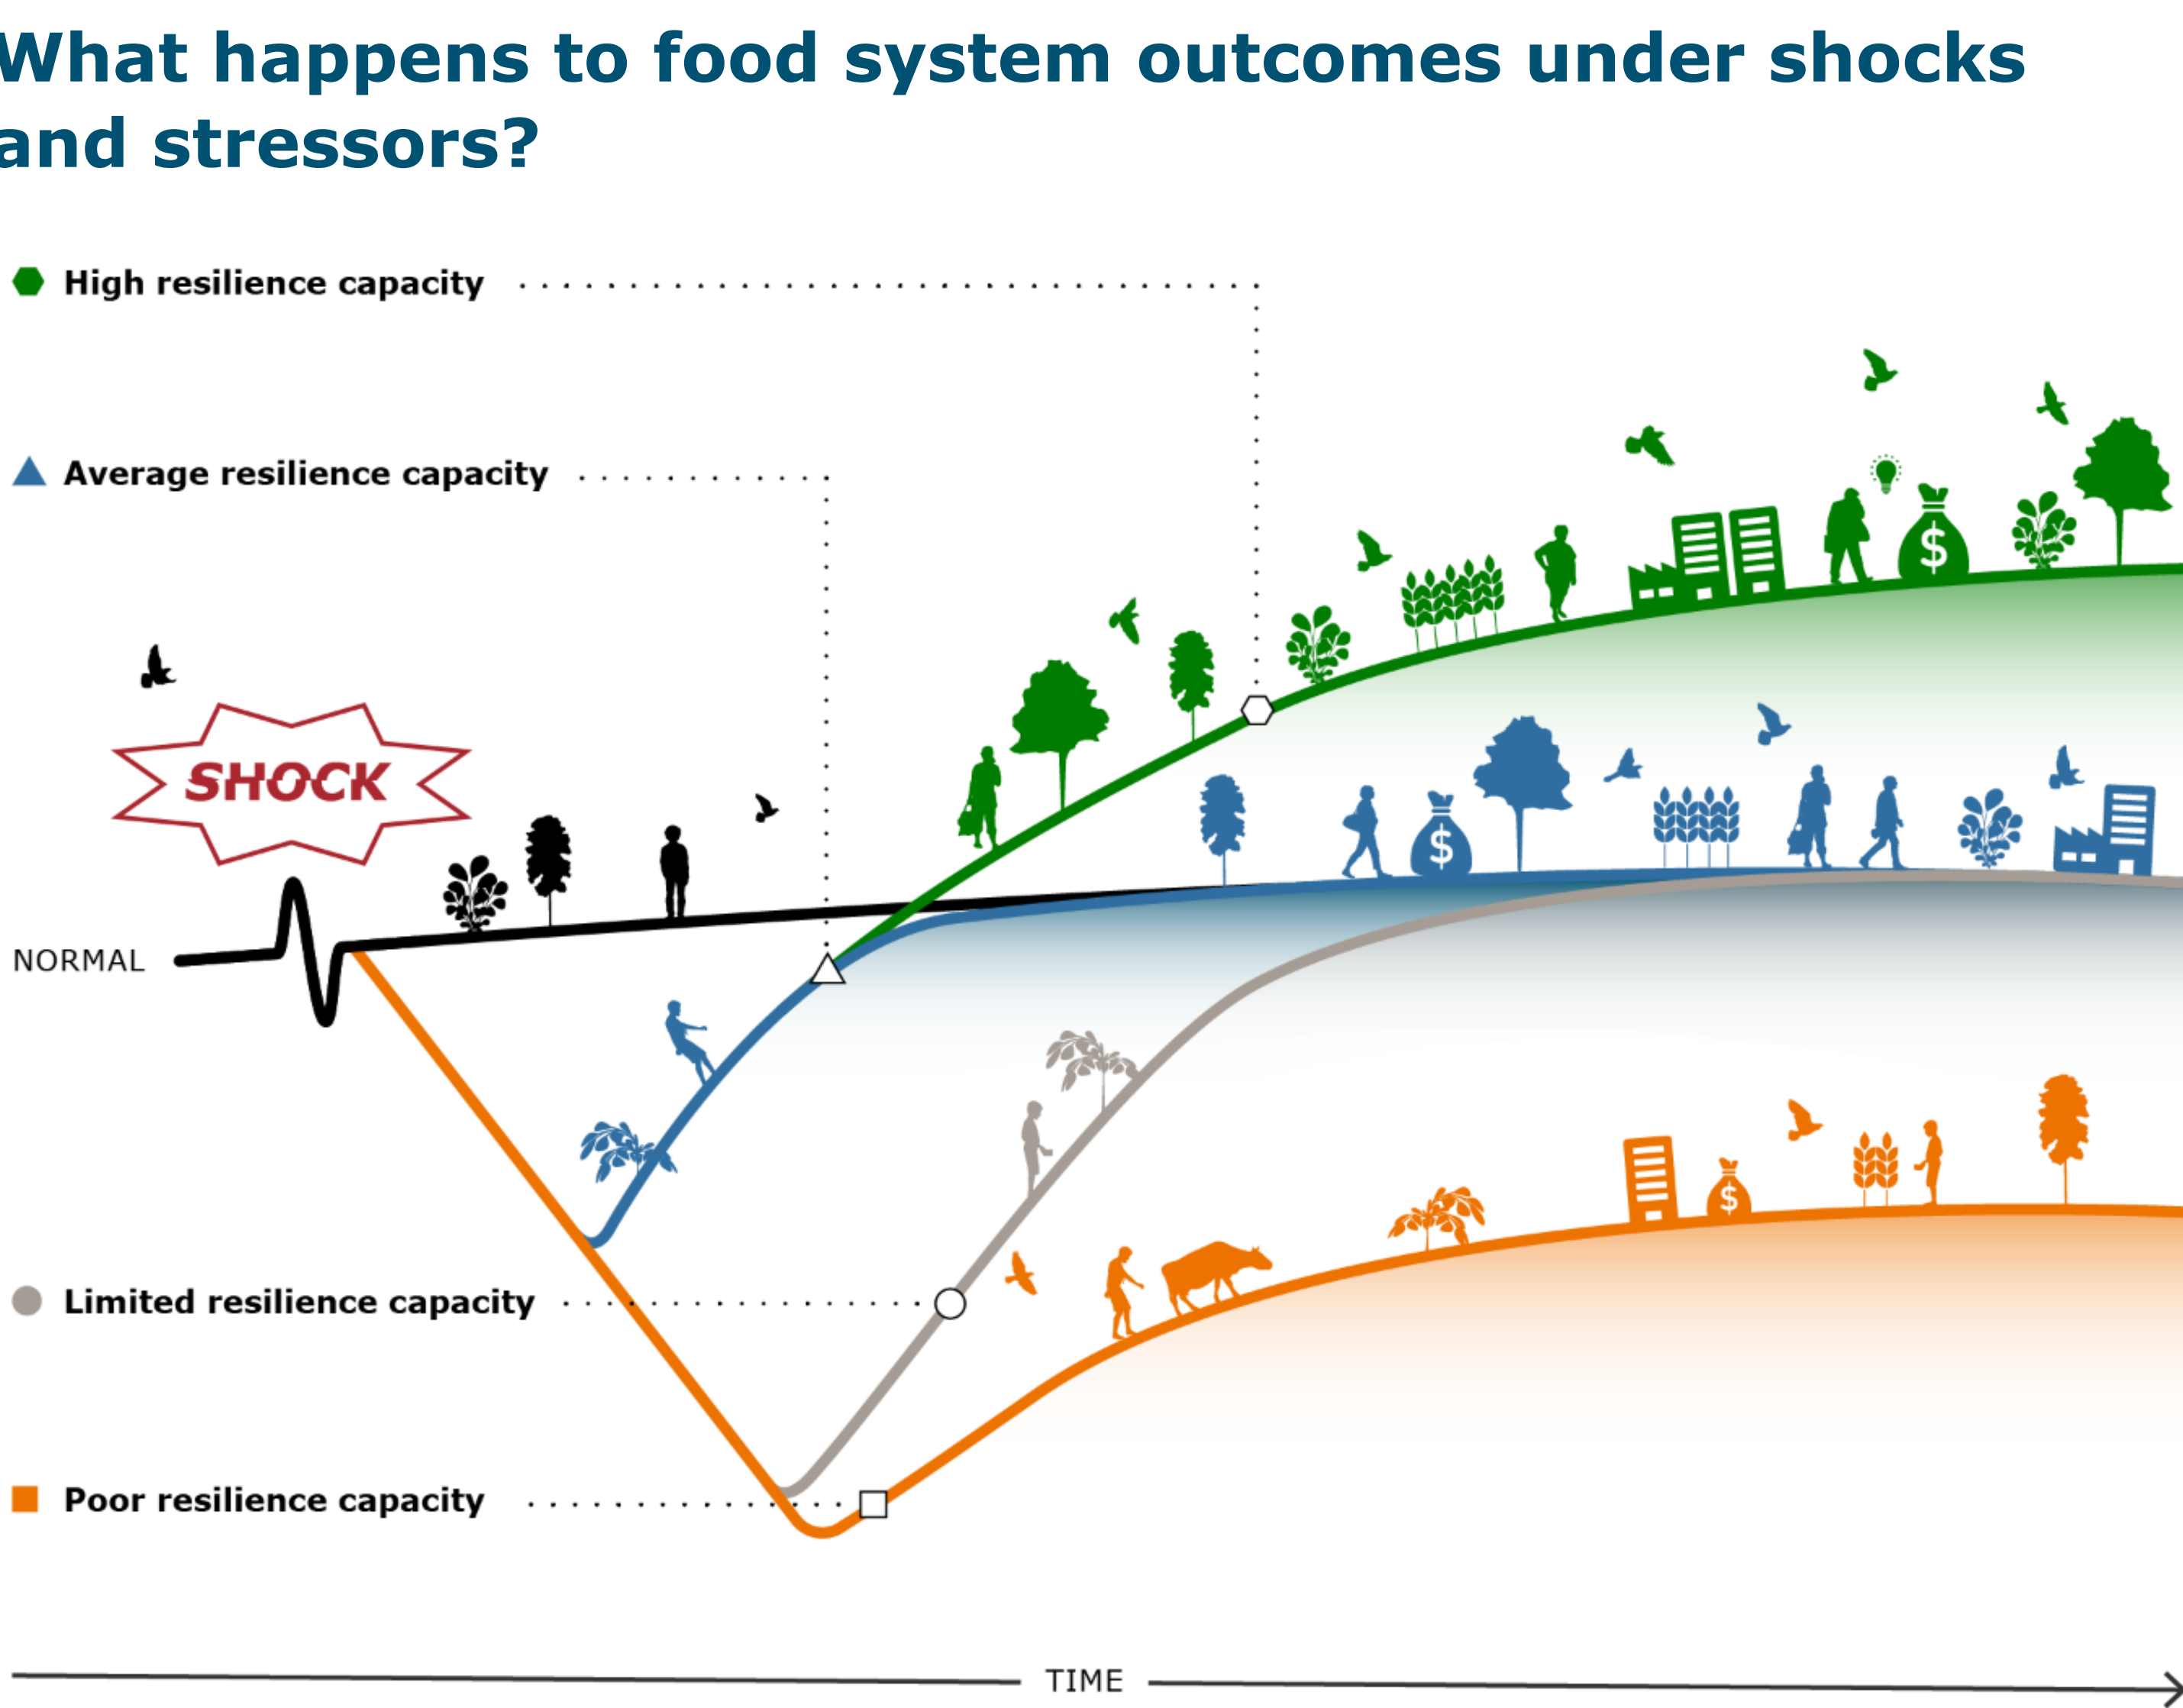 What happens to food system outcomes under shocks
and stressors?
High resilience capacity
Average resilience capacity
SHOCK
NORMAL
$
$
$
Limited resilience capacity
Poor resilience capacity
TIME